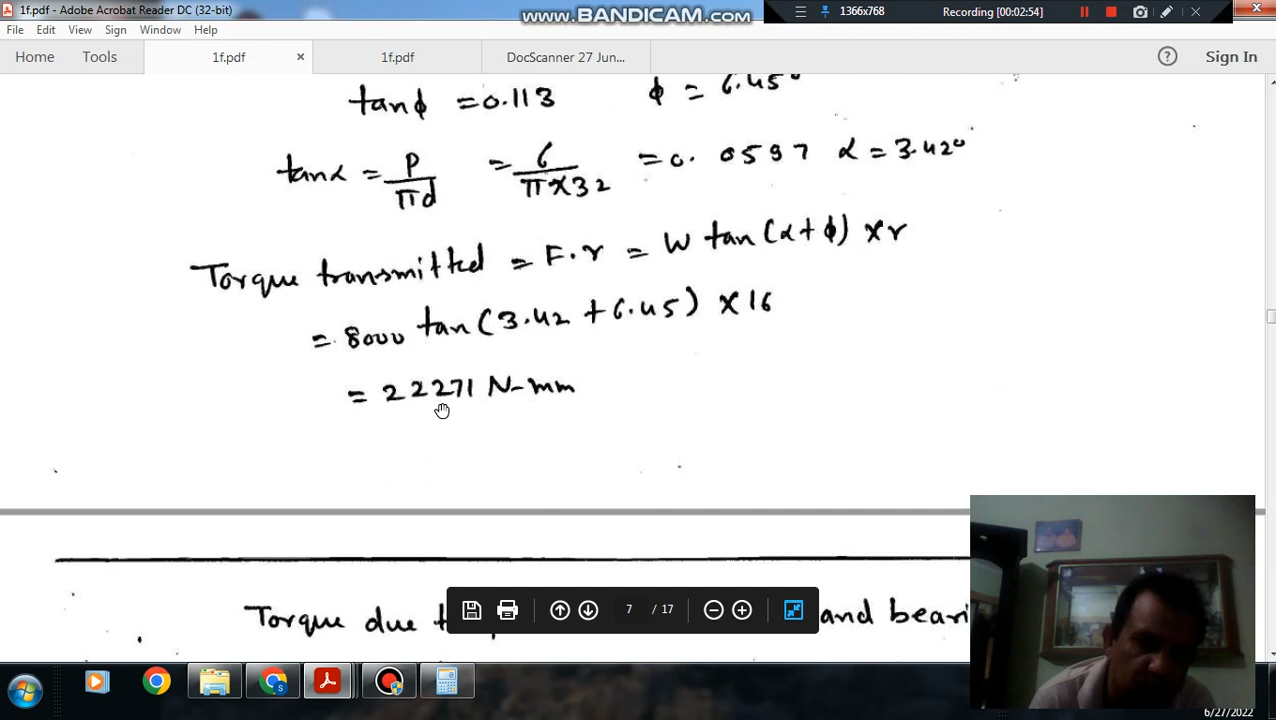 1f.pdf - Adobe Acrobat Reader DC (32-bit)
www.BANDICAM.com
1366x768
Recording [00:02:54]
File Edit View Sign Window Help
Home Tools 1f.pdf × 1f.pdf DocScanner 27 Jun... Sign In
tanϕ = 0.113 ϕ = 6.45°
tanα = P/πd = 6/π×32 = 0.0597 α = 3.42°
Torque transmitted = F.r = W tan(α+ϕ) × r
= 8000 tan(3.42+6.45) × 16
= 22271 N-mm
7 / 17
Torque due and
6/27/2022